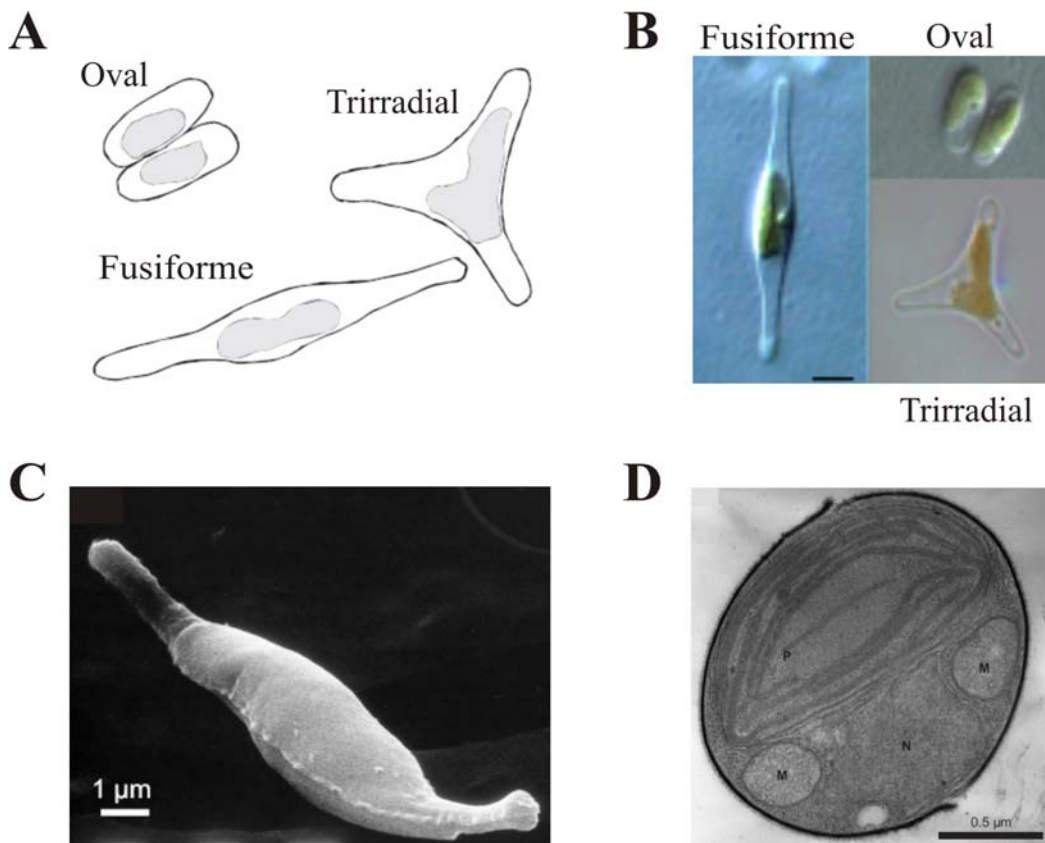 A
Oval
Trirradial
Fusiforme
B
Fusiforme
Oval
Trirradial
C
1 µm
D
P
M
N
M
0.5 µm